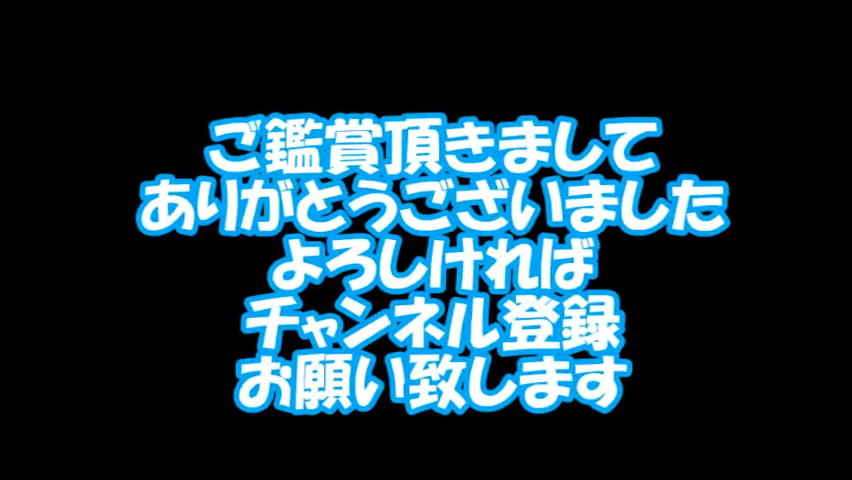 ご鑑賞頂きまして
ありがとうございました
よろしければ
チャンネル登録
お願い致します